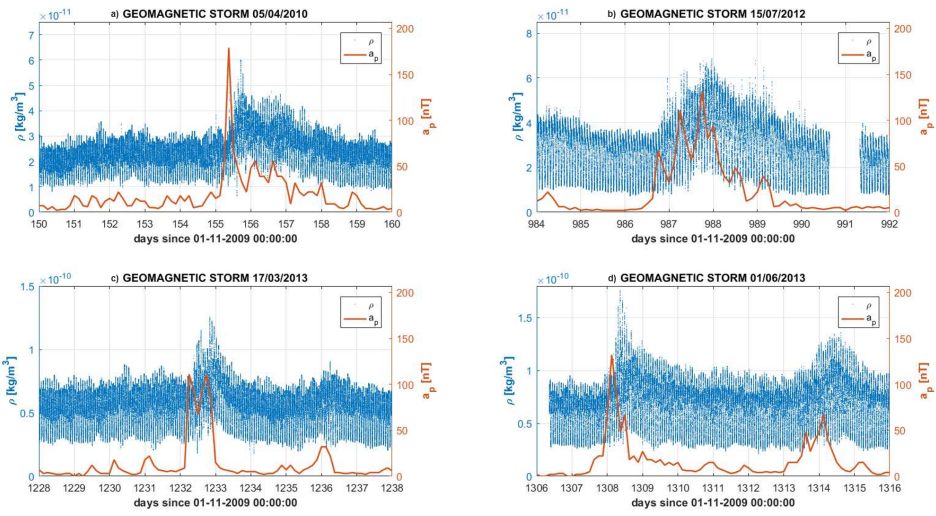 a) GEOMAGNETIC STORM 05/04/2010
×10⁻¹¹
7
6
5
4
3
2
1
0
ρ [kg/m³]
200
150
100
50
0
a_p [nT]
ρ
a_p
150 151 152 153 154 155 156 157 158 159 160
days since 01-11-2009 00:00:00
b) GEOMAGNETIC STORM 15/07/2012
×10⁻¹¹
8
6
4
2
0
ρ [kg/m³]
200
150
100
50
0
a_p [nT]
ρ
a_p
984 985 986 987 988 989 990 991 992
days since 01-11-2009 00:00:00
c) GEOMAGNETIC STORM 17/03/2013
×10⁻¹⁰
1.5
1
0.5
0
ρ [kg/m³]
200
150
100
50
0
a_p [nT]
ρ
a_p
1228 1229 1230 1231 1232 1233 1234 1235 1236 1237 1238
days since 01-11-2009 00:00:00
d) GEOMAGNETIC STORM 01/06/2013
×10⁻¹⁰
1.5
1
0.5
0
ρ [kg/m³]
200
150
100
50
0
a_p [nT]
ρ
a_p
1306 1307 1308 1309 1310 1311 1312 1313 1314 1315 1316
days since 01-11-2009 00:00:00